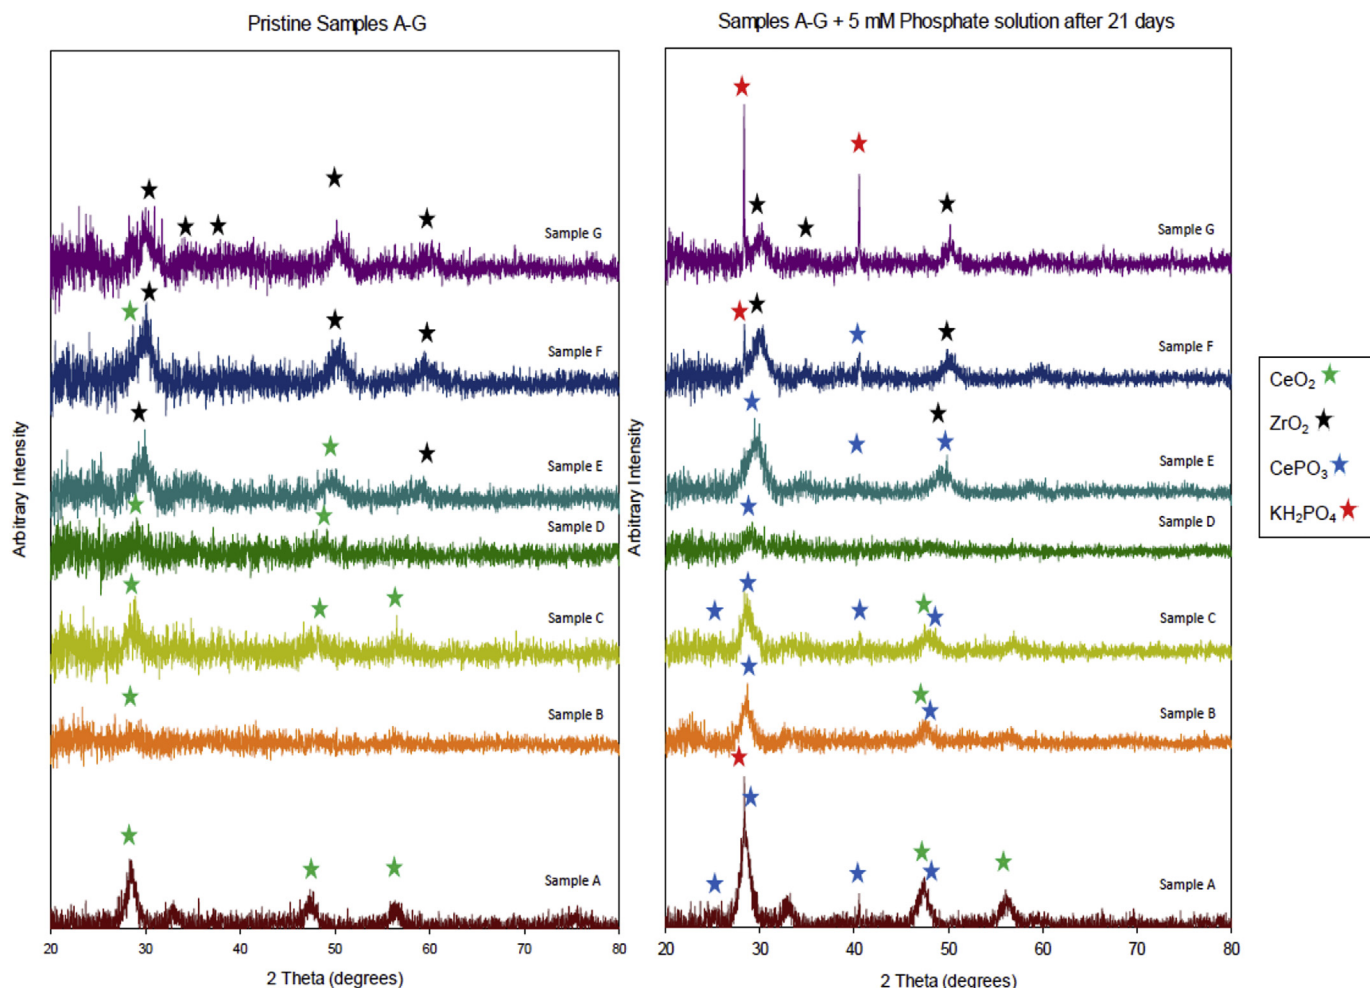 Pristine Samples A-G
Samples A-G + 5 mM Phosphate solution after 21 days
Arbitrary Intensity
Sample G
Sample F
Sample E
Sample D
Sample C
Sample B
Sample A
20 30 40 50 60 70 80
2 Theta (degrees)
Arbitrary Intensity
Sample G
Sample F
Sample E
Sample D
Sample C
Sample B
Sample A
20 30 40 50 60 70 80
2 Theta (degrees)
CeO₂
ZrO₂
CePO₃
KH₂PO₄